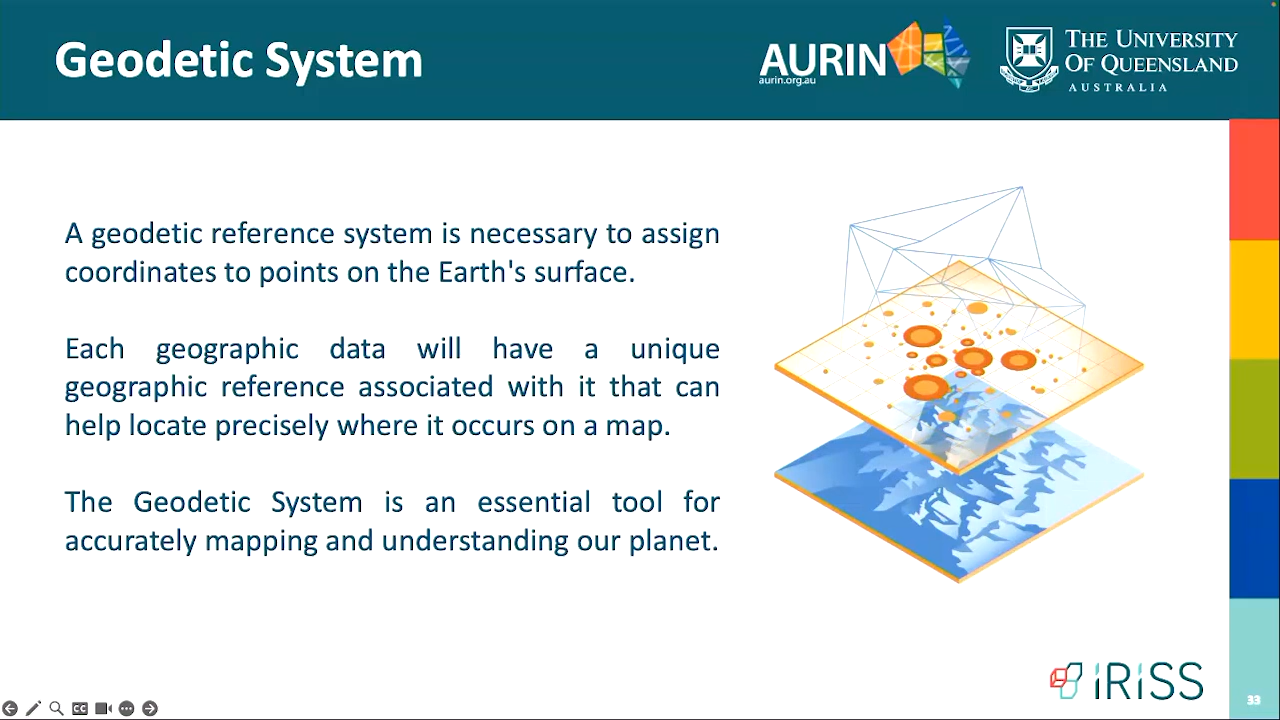 Geodetic System
AURIN
aurin.org.au
THE UNIVERSITY
OF QUEENSLAND
AUSTRALIA
A geodetic reference system is necessary to assign
coordinates to points on the Earth's surface.
Each geographic data will have a unique
geographic reference associated with it that can
help locate precisely where it occurs on a map.
The Geodetic System is an essential tool for
accurately mapping and understanding our planet.
iRiSS
33
CC